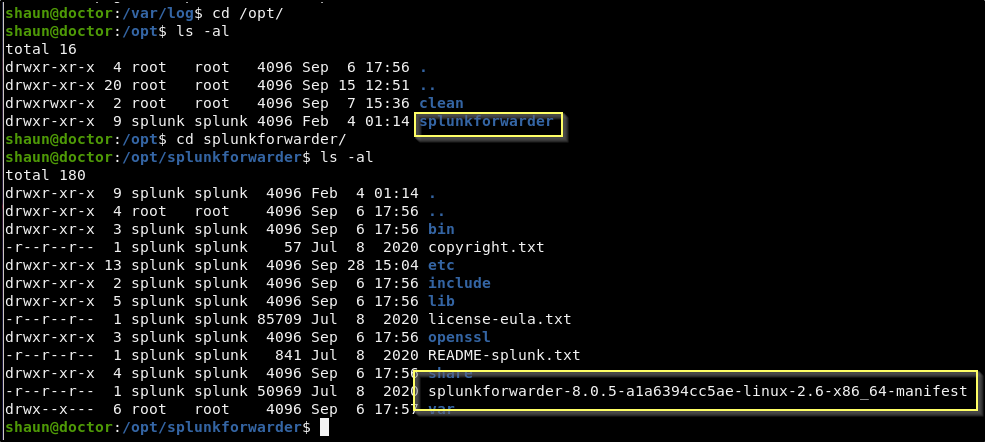 shaun@doctor:/var/log$ cd /opt/
shaun@doctor:/opt$ ls -al
total 16
drwxr-xr-x  4 root   root   4096 Sep  6 17:56 .
drwxr-xr-x 20 root   root   4096 Sep 15 12:51 ..
drwxrwxr-x  2 root   root   4096 Sep  7 15:36 clean
drwxr-xr-x  9 splunk splunk 4096 Feb  4 01:14 splunkforwarder
shaun@doctor:/opt$ cd splunkforwarder/
shaun@doctor:/opt/splunkforwarder$ ls -al
total 180
drwxr-xr-x  9 splunk splunk  4096 Feb  4 01:14 .
drwxr-xr-x  4 root   root    4096 Sep  6 17:56 ..
drwxr-xr-x  3 splunk splunk  4096 Sep  6 17:56 bin
-r--r--r--  1 splunk splunk    57 Jul  8  2020 copyright.txt
drwxr-xr-x 13 splunk splunk  4096 Sep 28 15:04 etc
drwxr-xr-x  2 splunk splunk  4096 Sep  6 17:56 include
drwxr-xr-x  5 splunk splunk  4096 Sep  6 17:56 lib
-r--r--r--  1 splunk splunk 85709 Jul  8  2020 license-eula.txt
drwxr-xr-x  3 splunk splunk  4096 Sep  6 17:56 openssl
-r--r--r--  1 splunk splunk   841 Jul  8  2020 README-splunk.txt
drwxr-xr-x  4 splunk splunk  4096 Sep  6 17:56 share
-r--r--r--  1 splunk splunk 50969 Jul  8  2020 splunkforwarder-8.0.5-a1a6394cc5ae-linux-2.6-x86_64-manifest
drwx--x---  6 root   root    4096 Sep  6 17:57 var
shaun@doctor:/opt/splunkforwarder$